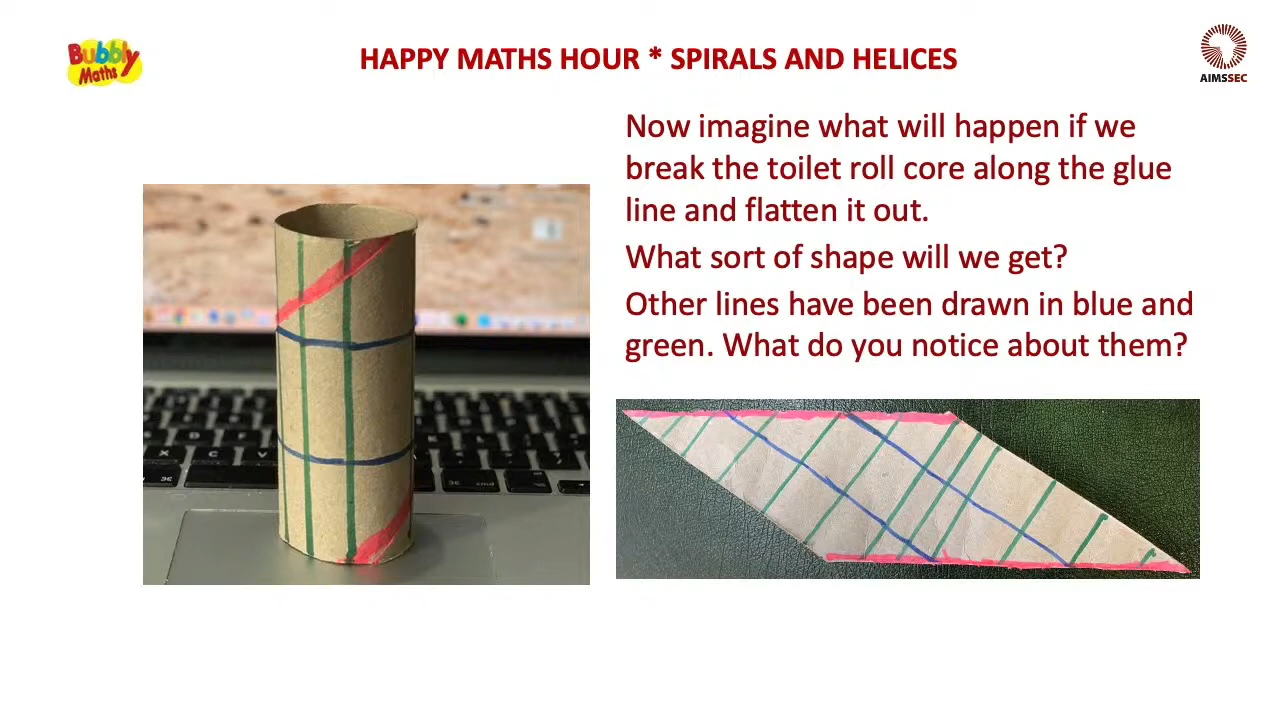 Bubbly
Maths
HAPPY MATHS HOUR * SPIRALS AND HELICES
AIMSSEC
Now imagine what will happen if we
break the toilet roll core along the glue
line and flatten it out.
What sort of shape will we get?
Other lines have been drawn in blue and
green. What do you notice about them?